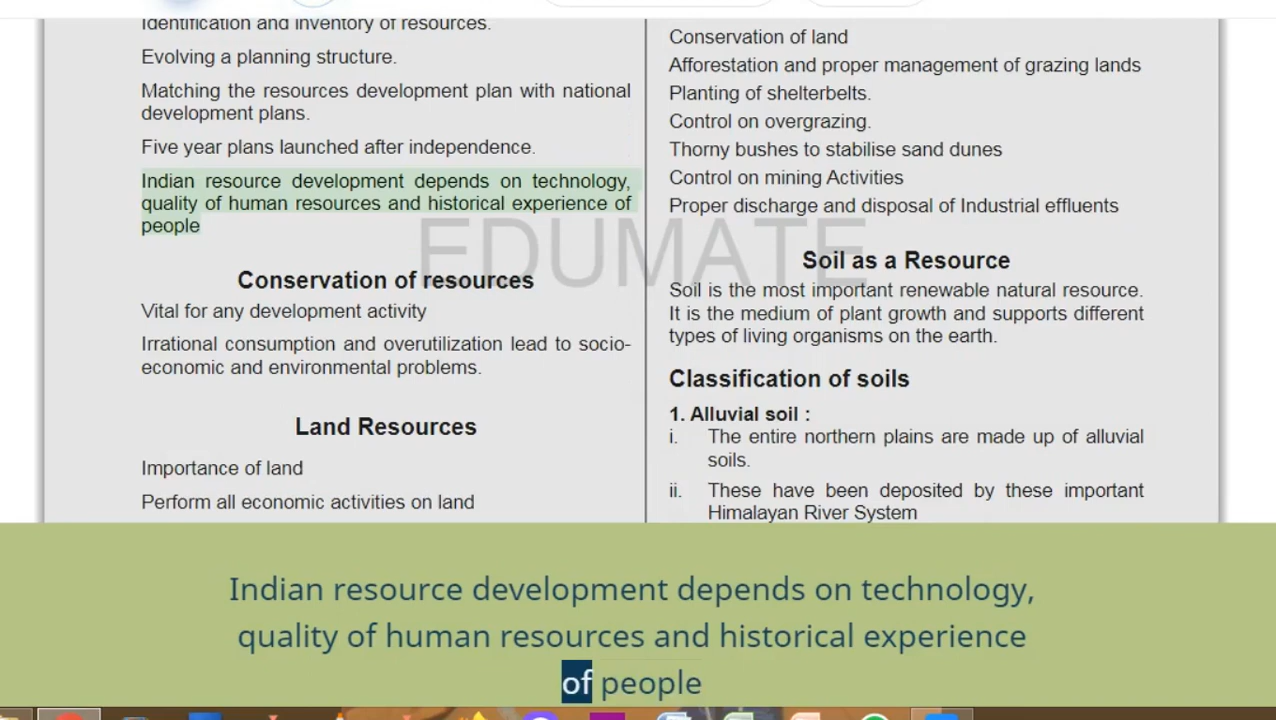 Identification and inventory of resources.
Evolving a planning structure.
Matching the resources development plan with national
development plans.
Five year plans launched after independence.
Indian resource development depends on technology,
quality of human resources and historical experience of
people
Conservation of resources
Vital for any development activity
Irrational consumption and overutilization lead to socio-
economic and environmental problems.
Land Resources
Importance of land
Perform all economic activities on land
Conservation of land
Afforestation and proper management of grazing lands
Planting of shelterbelts.
Control on overgrazing.
Thorny bushes to stabilise sand dunes
Control on mining Activities
Proper discharge and disposal of Industrial effluents
EDUMATE
Soil as a Resource
Soil is the most important renewable natural resource.
It is the medium of plant growth and supports different
types of living organisms on the earth.
Classification of soils
1. Alluvial soil :
i. The entire northern plains are made up of alluvial
soils.
ii. These have been deposited by these important
Himalayan River System
Indian resource development depends on technology,
quality of human resources and historical experience
of people